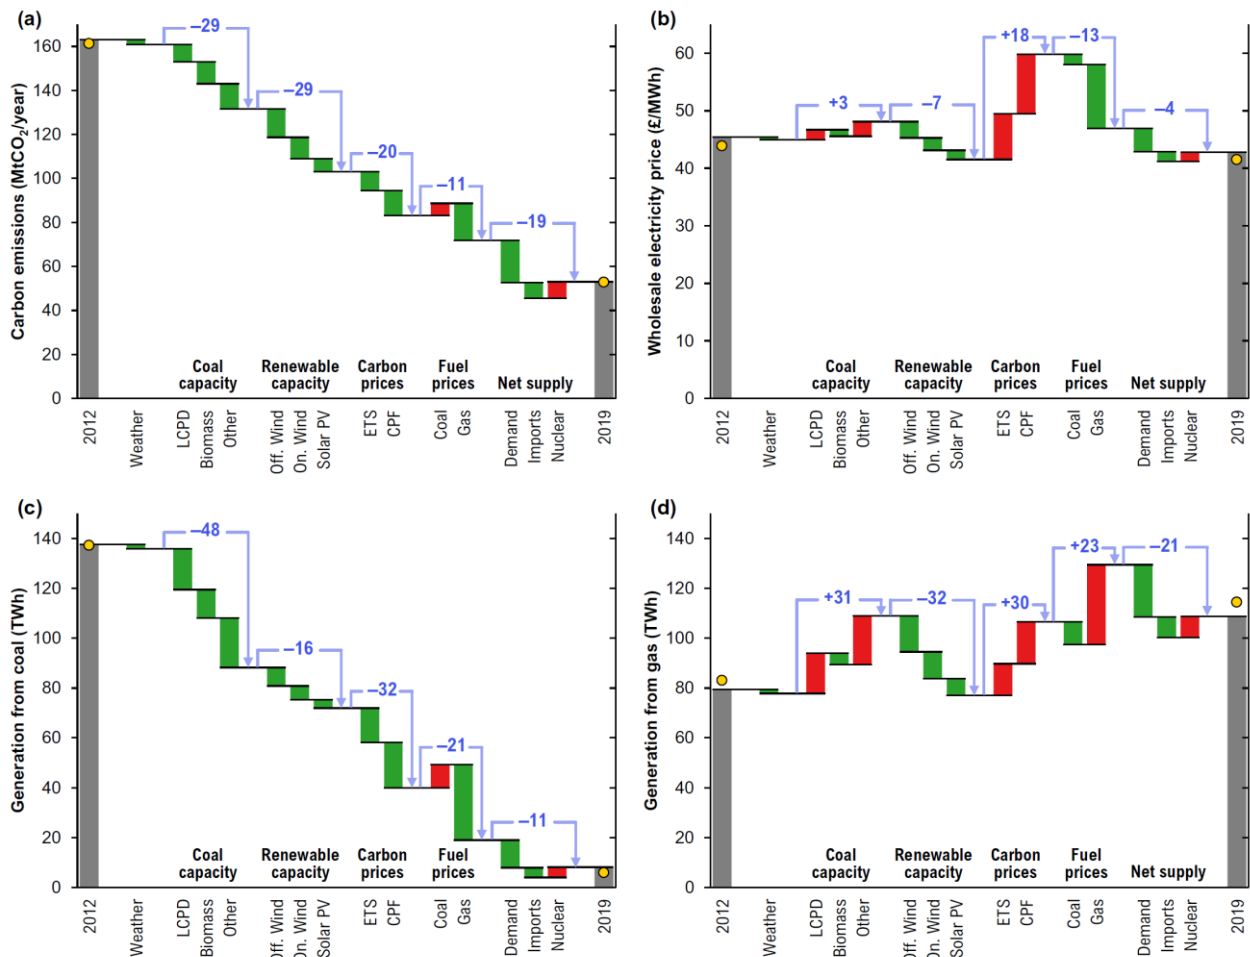 (a)
Carbon emissions (MtCO₂/year)
160
140
120
100
80
60
40
20
0
–29
–29
–20
–11
–19
Coal capacity
Renewable capacity
Carbon prices
Fuel prices
Net supply
2012
Weather
LCPD
Biomass
Other
Off. Wind
On. Wind
Solar PV
ETS
CPF
Coal
Gas
Demand
Imports
Nuclear
2019
(b)
Wholesale electricity price (£/MWh)
60
50
40
30
20
10
0
+3
–7
+18
–13
–4
Coal capacity
Renewable capacity
Carbon prices
Fuel prices
Net supply
2012
Weather
LCPD
Biomass
Other
Off. Wind
On. Wind
Solar PV
ETS
CPF
Coal
Gas
Demand
Imports
Nuclear
2019
(c)
Generation from coal (TWh)
140
120
100
80
60
40
20
0
–48
–16
–32
–21
–11
Coal capacity
Renewable capacity
Carbon prices
Fuel prices
Net supply
2012
Weather
LCPD
Biomass
Other
Off. Wind
On. Wind
Solar PV
ETS
CPF
Coal
Gas
Demand
Imports
Nuclear
2019
(d)
Generation from gas (TWh)
140
120
100
80
60
40
20
0
+31
–32
+30
+23
–21
Coal capacity
Renewable capacity
Carbon prices
Fuel prices
Net supply
2012
Weather
LCPD
Biomass
Other
Off. Wind
On. Wind
Solar PV
ETS
CPF
Coal
Gas
Demand
Imports
Nuclear
2019